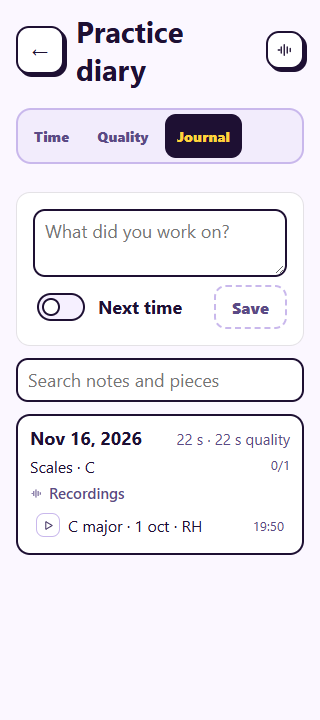 ←
Practice
diary
Time Quality Journal
What did you work on?
Next time Save
Search notes and pieces
Nov 16, 2026 22 s · 22 s quality
Scales · C 0/1
Recordings
C major · 1 oct · RH 19:50